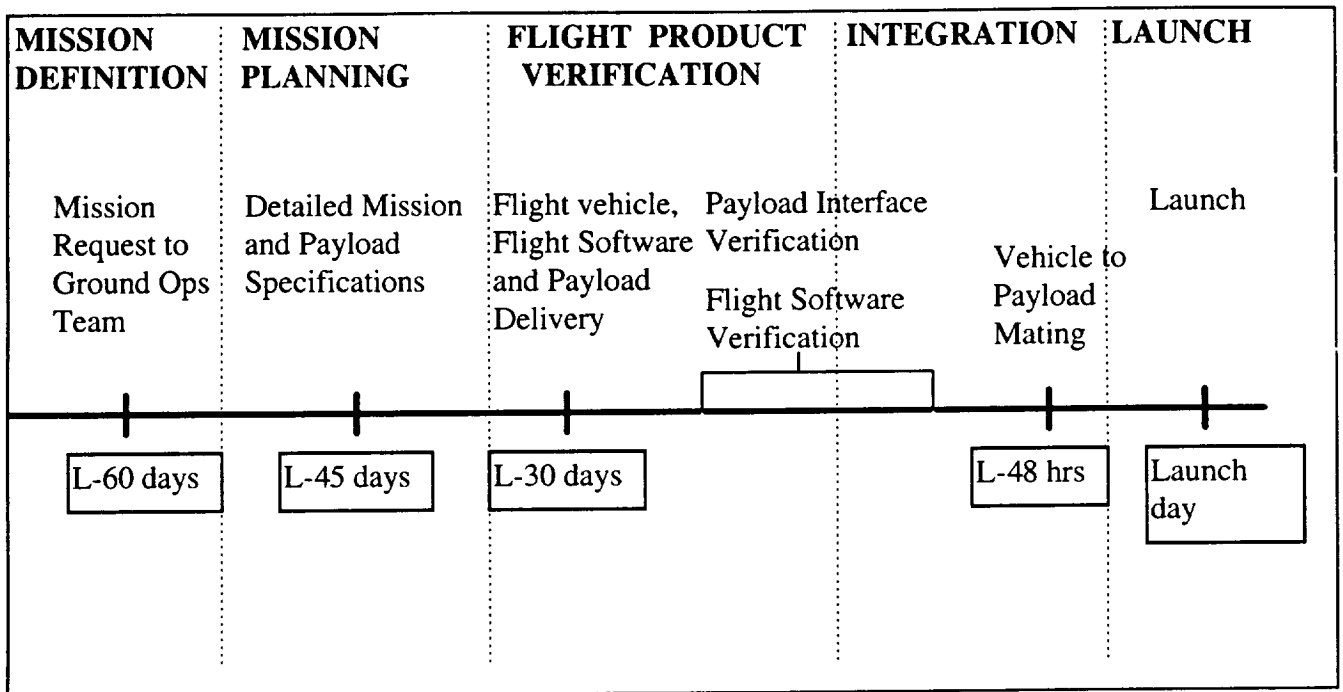 MISSION
DEFINITION
MISSION
PLANNING
FLIGHT PRODUCT
VERIFICATION
INTEGRATION
LAUNCH
Mission
Request to
Ground Ops
Team
Detailed Mission
and Payload
Specifications
Flight vehicle,
Flight Software
and Payload
Delivery
Payload Interface
Verification
Flight Software
Verification
Vehicle to
Payload
Mating
Launch
L-60 days
L-45 days
L-30 days
L-48 hrs
Launch
day